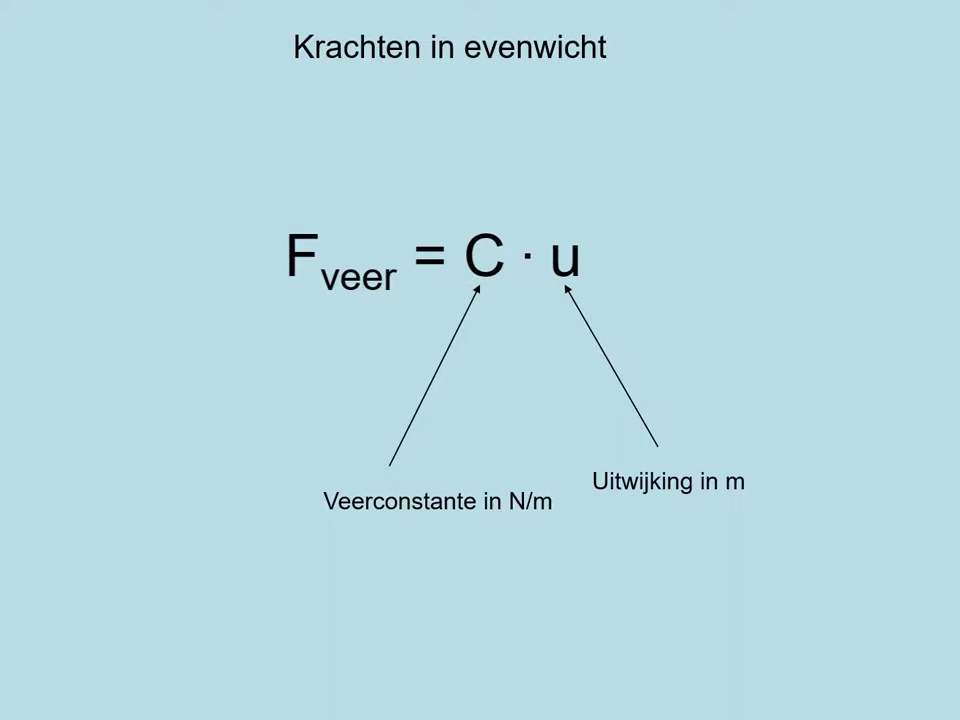 Krachten in evenwicht
Fveer = C · u
Uitwijking in m
Veerconstante in N/m